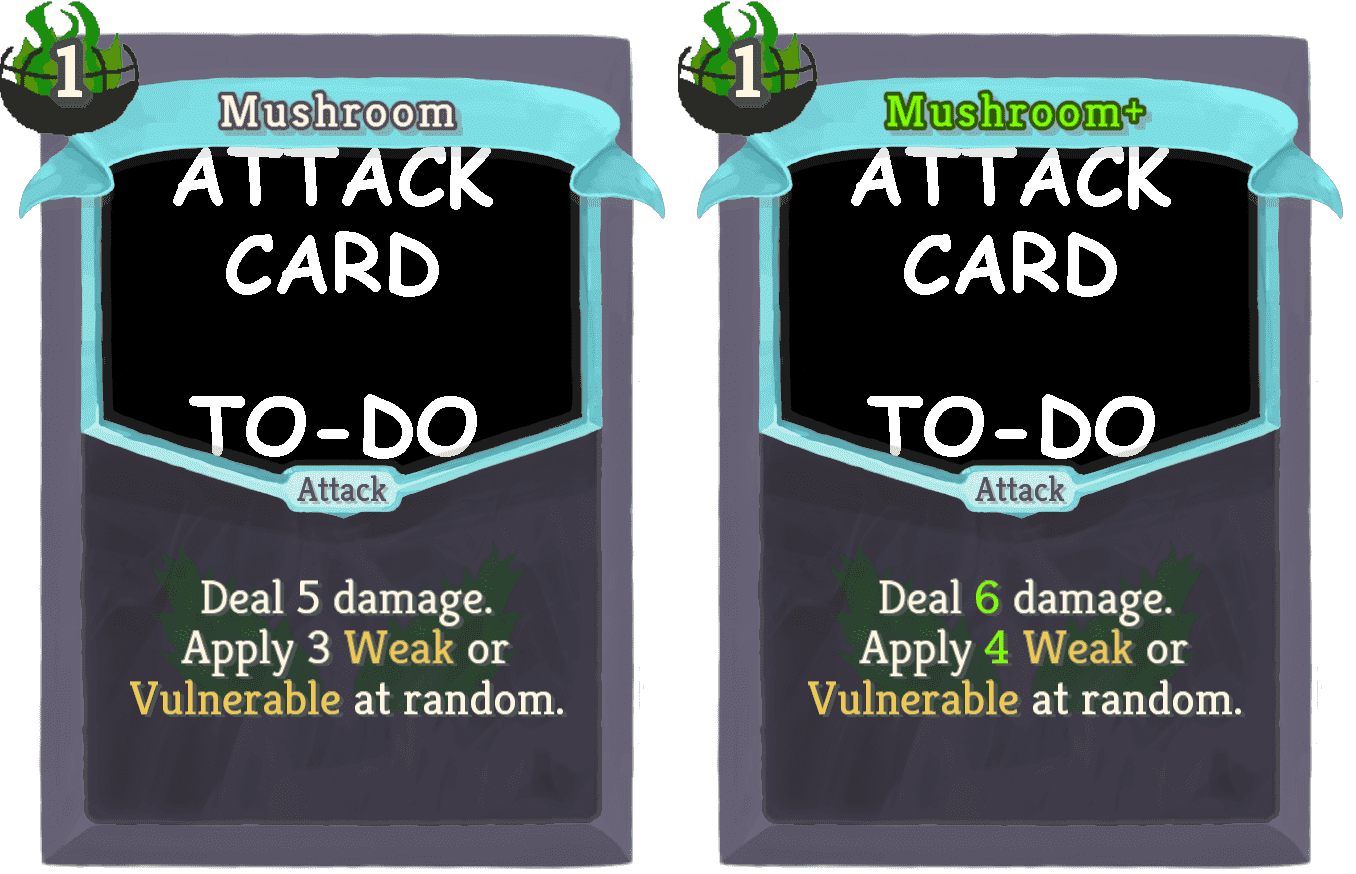 1
Mushroom
ATTACK
CARD
TO-DO
Attack
Deal 5 damage.
Apply 3 Weak or
Vulnerable at random.
1
Mushroom+
ATTACK
CARD
TO-DO
Attack
Deal 6 damage.
Apply 4 Weak or
Vulnerable at random.